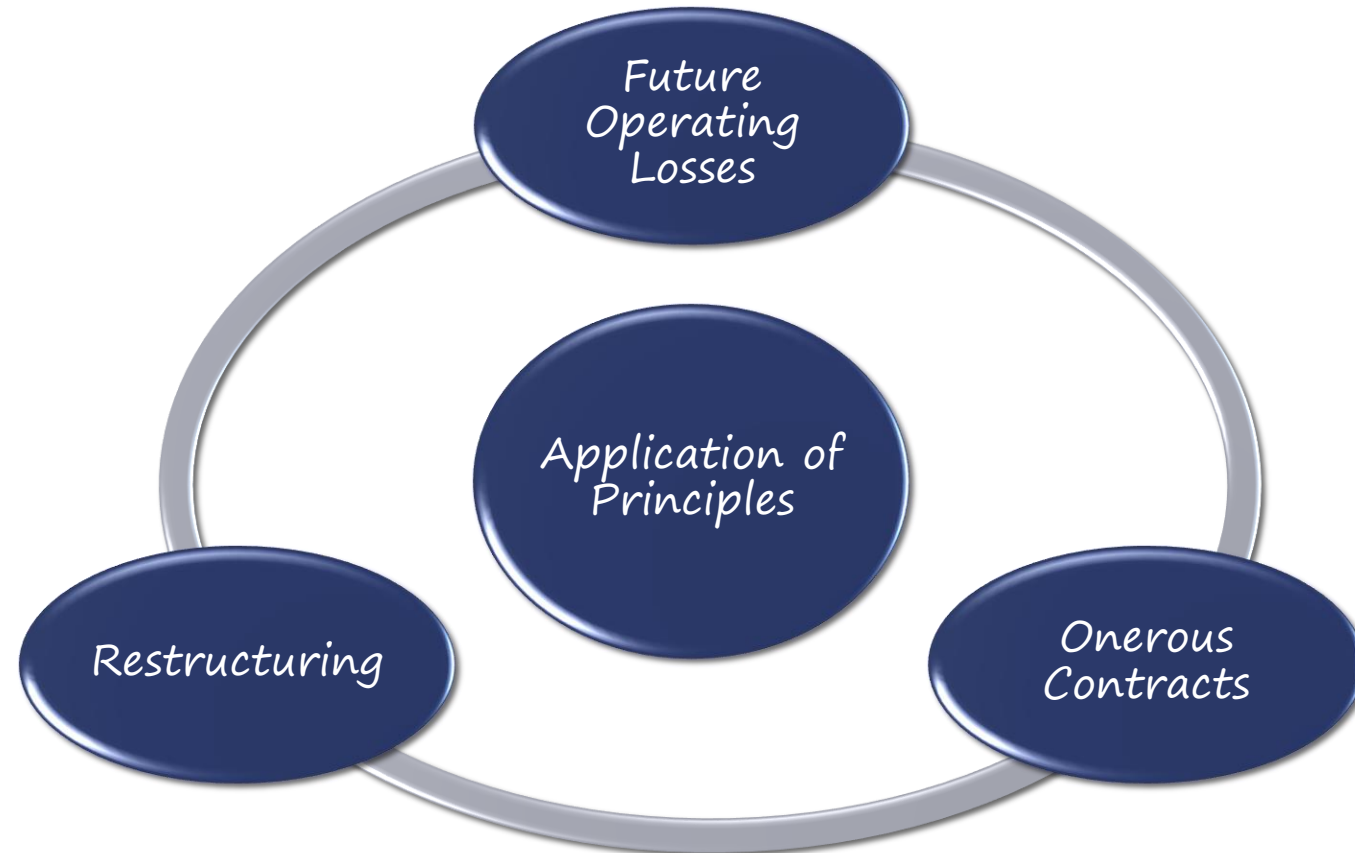 Future
Operating
Losses
Application of
Principles
Restructuring
Onerous
Contracts